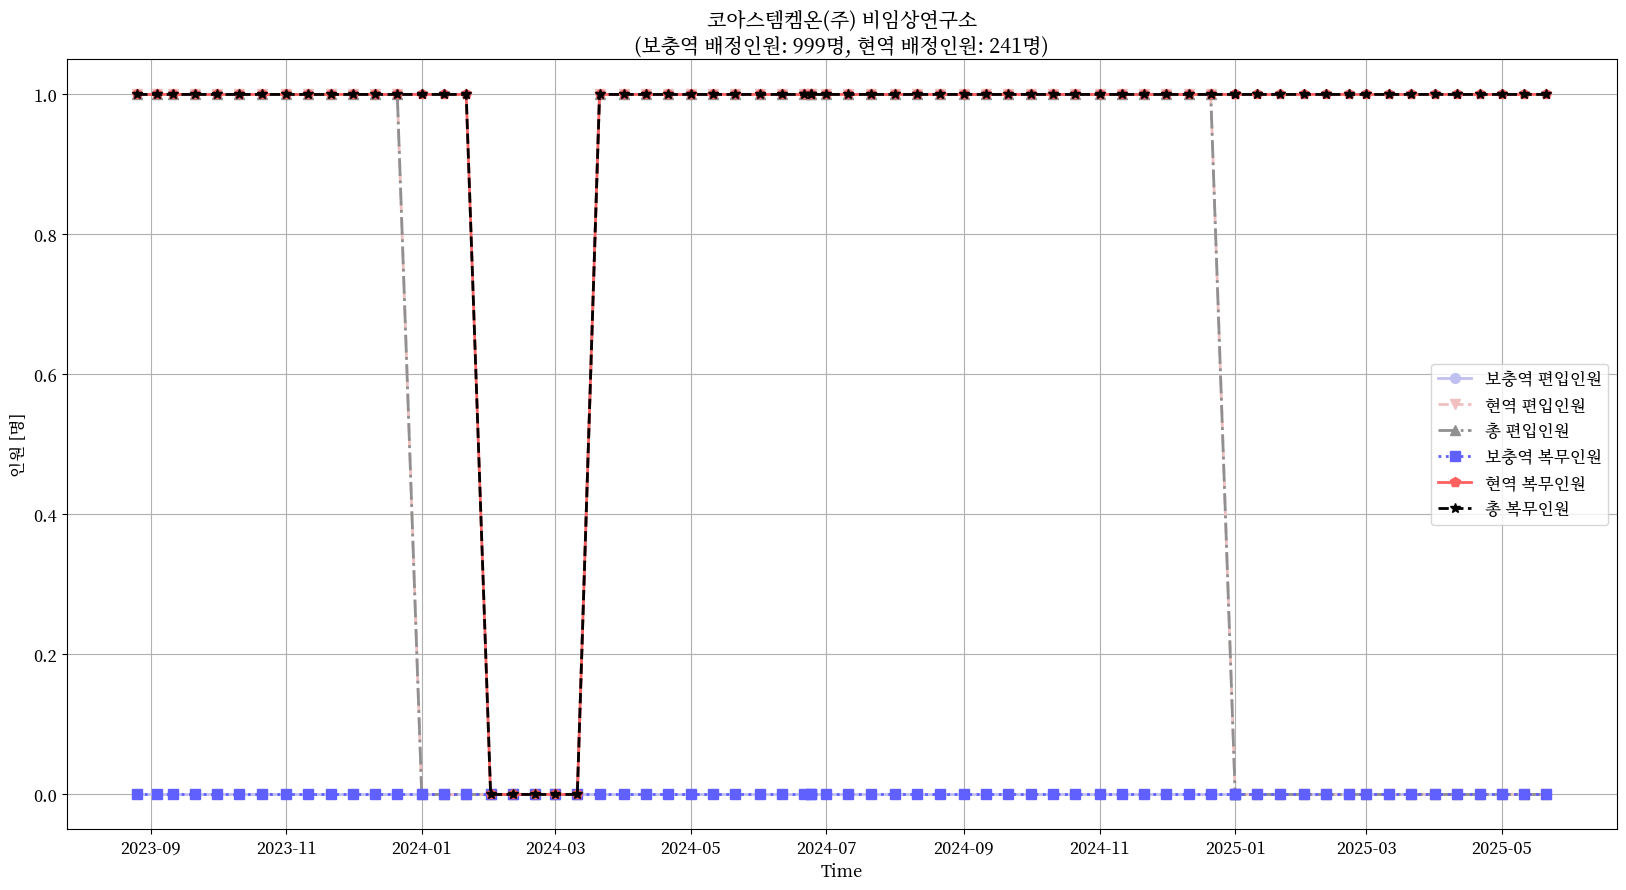 코아스템켐온(주) 비임상연구소
(보충역 배정인원: 999명, 현역 배정인원: 241명)
1.0
0.8
0.6
0.4
0.2
0.0
인원 [명]
보충역 편입인원
현역 편입인원
총 편입인원
보충역 복무인원
현역 복무인원
총 복무인원
2023-09
2023-11
2024-01
2024-03
2024-05
2024-07
2024-09
2024-11
2025-01
2025-03
2025-05
Time